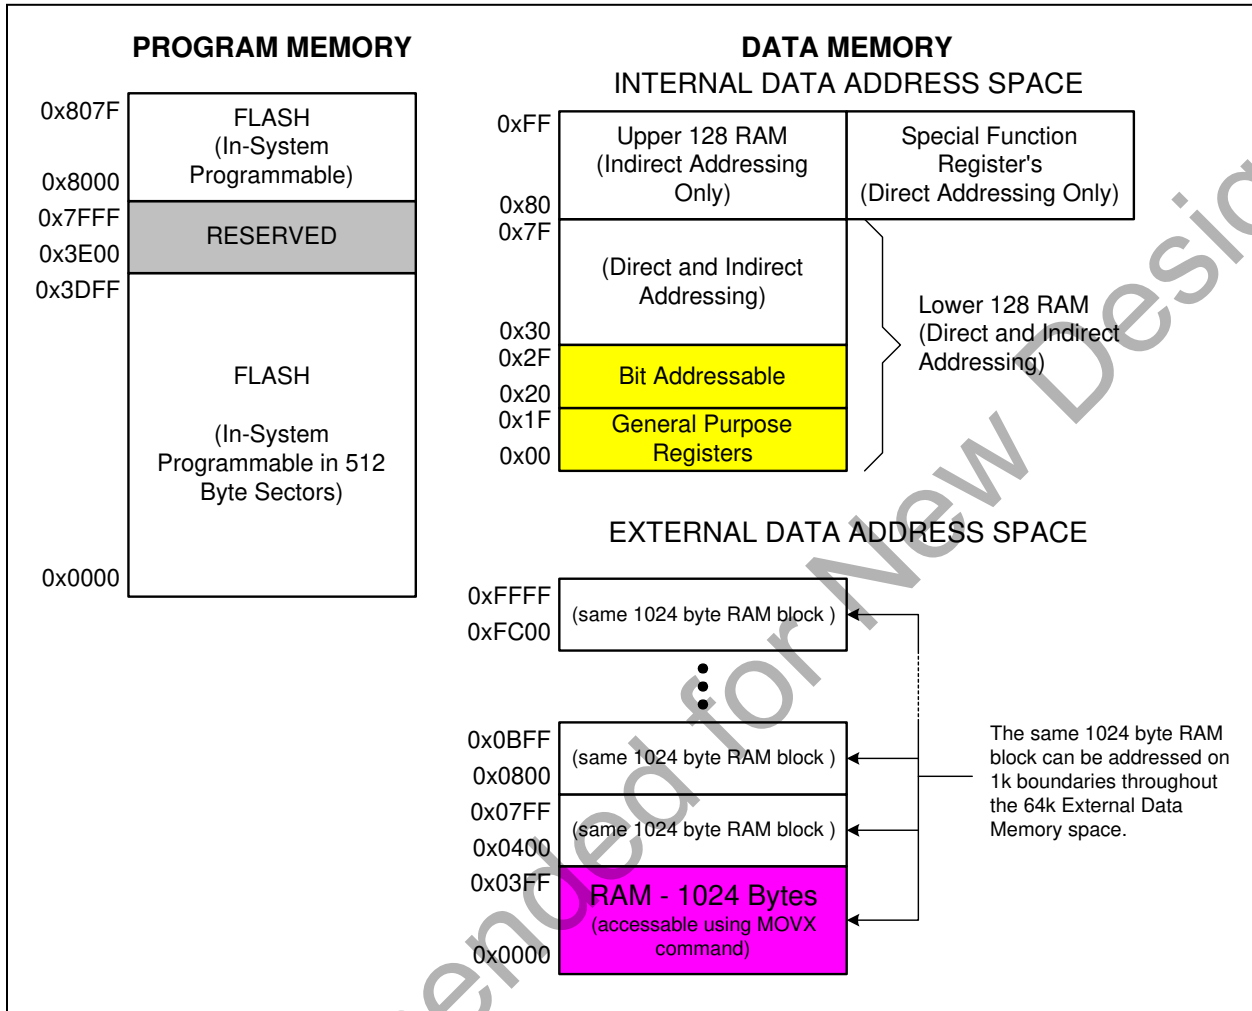 PROGRAM MEMORY
0x807F
FLASH
(In-System
Programmable)
0x8000
0x7FFF
RESERVED
0x3E00
0x3DFF
FLASH
(In-System
Programmable in 512
Byte Sectors)
0x0000
DATA MEMORY
INTERNAL DATA ADDRESS SPACE
0xFF
Upper 128 RAM
(Indirect Addressing
Only)
0x80
Special Function
Register's
(Direct Addressing Only)
0x7F
(Direct and Indirect
Addressing)
0x30
0x2F
Bit Addressable
0x20
0x1F
General Purpose
Registers
0x00
Lower 128 RAM
(Direct and Indirect
Addressing)
EXTERNAL DATA ADDRESS SPACE
0xFFFF
(same 1024 byte RAM block )
0xFC00
0x0BFF
(same 1024 byte RAM block )
0x0800
0x07FF
(same 1024 byte RAM block )
0x0400
0x03FF
RAM - 1024 Bytes
(accessable using MOVX
command)
0x0000
The same 1024 byte RAM
block can be addressed on
1k boundaries throughout
the 64k External Data
Memory space.
ended for New Desig